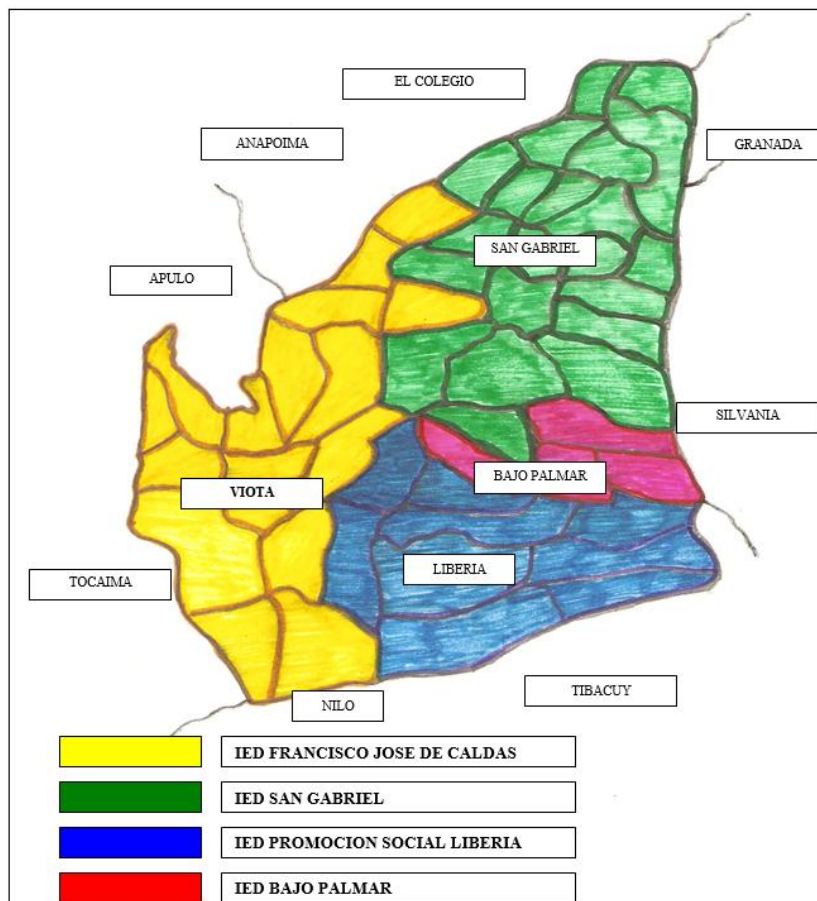 EL COLEGIO
ANAPOIMA
GRANADA
SAN GABRIEL
APULO
SILVANIA
BAJO PALMAR
VIOTA
LIBERIA
TOCAIMA
TIBACUY
NILO
IED FRANCISCO JOSE DE CALDAS
IED SAN GABRIEL
IED PROMOCION SOCIAL LIBERIA
IED BAJO PALMAR